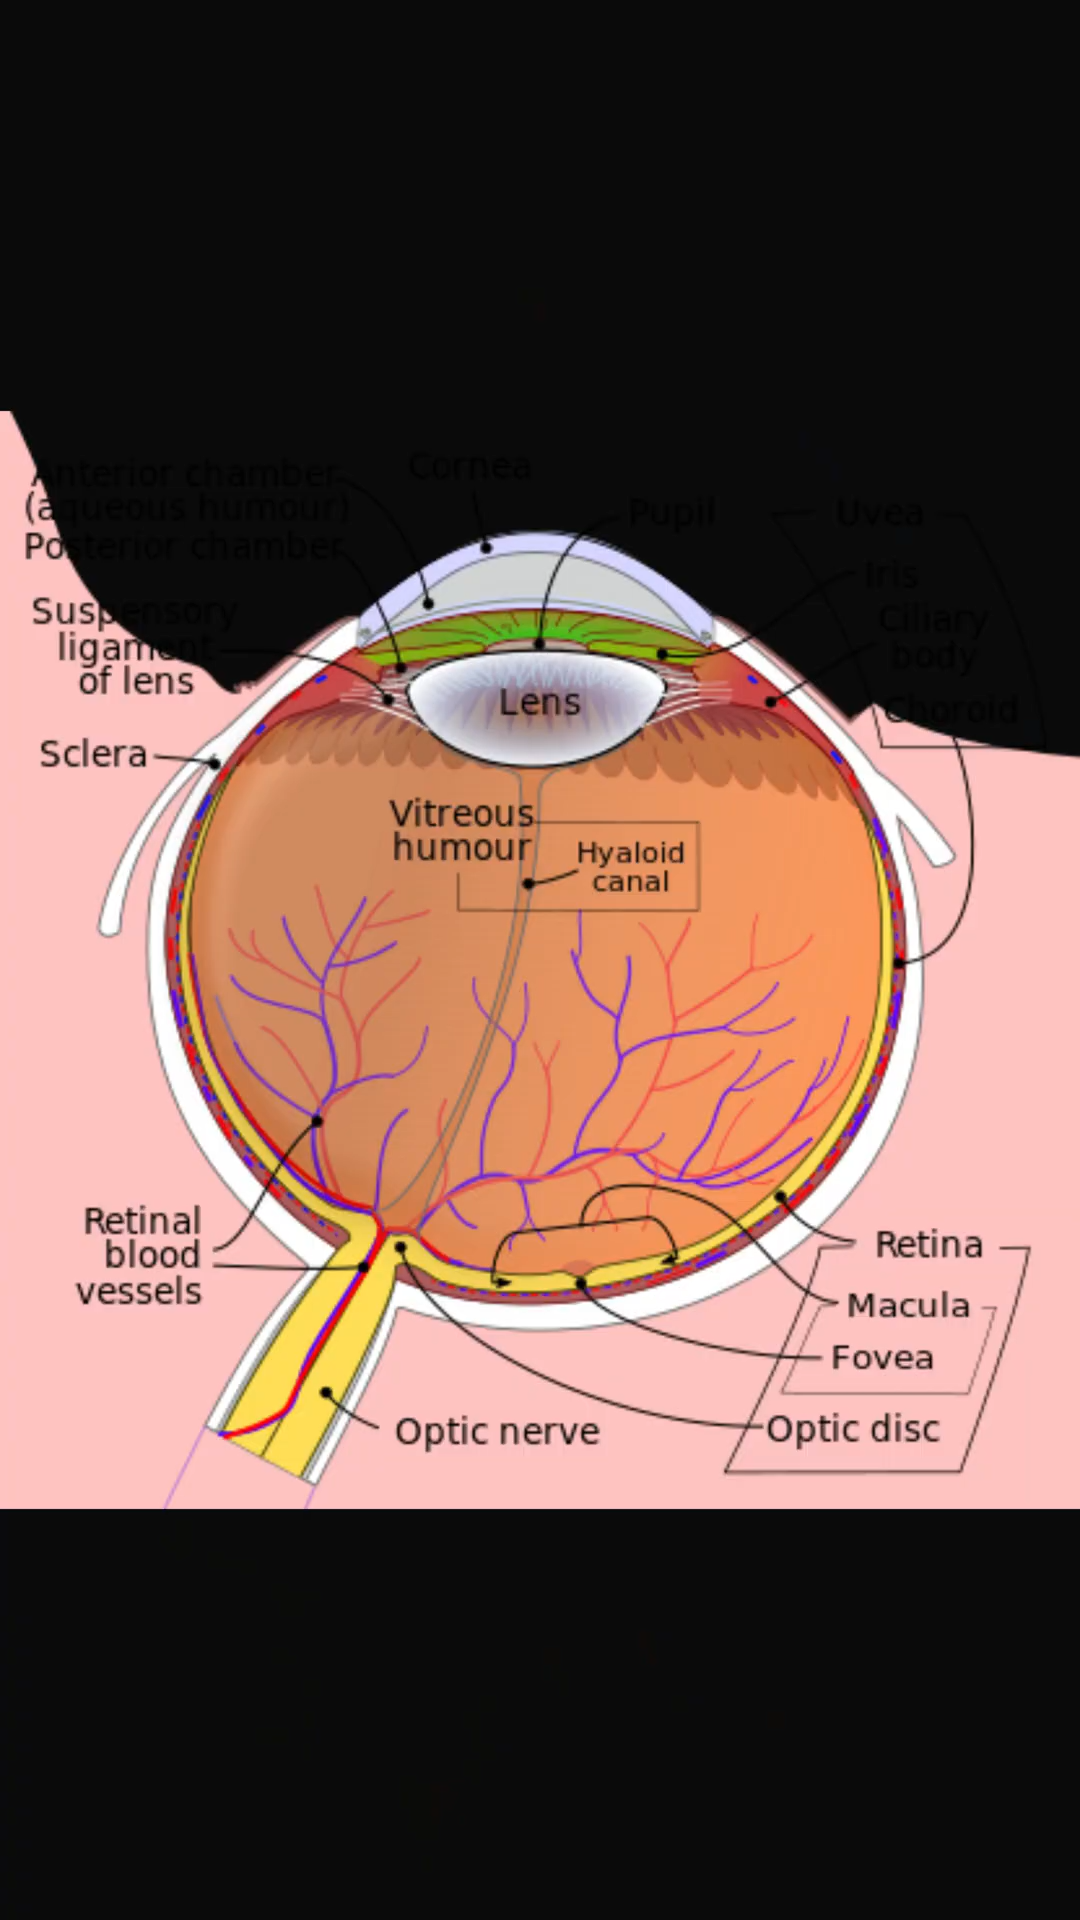 Anterior chamber
(aqueous humour)
Cornea
Pupil
Uvea
Posterior chamber
Iris
Suspensory
ligament
of lens
Ciliary
body
Choroid
Lens
Sclera
Vitreous
humour
Hyaloid
canal
Retinal
blood
vessels
Retina
Macula
Fovea
Optic nerve
Optic disc